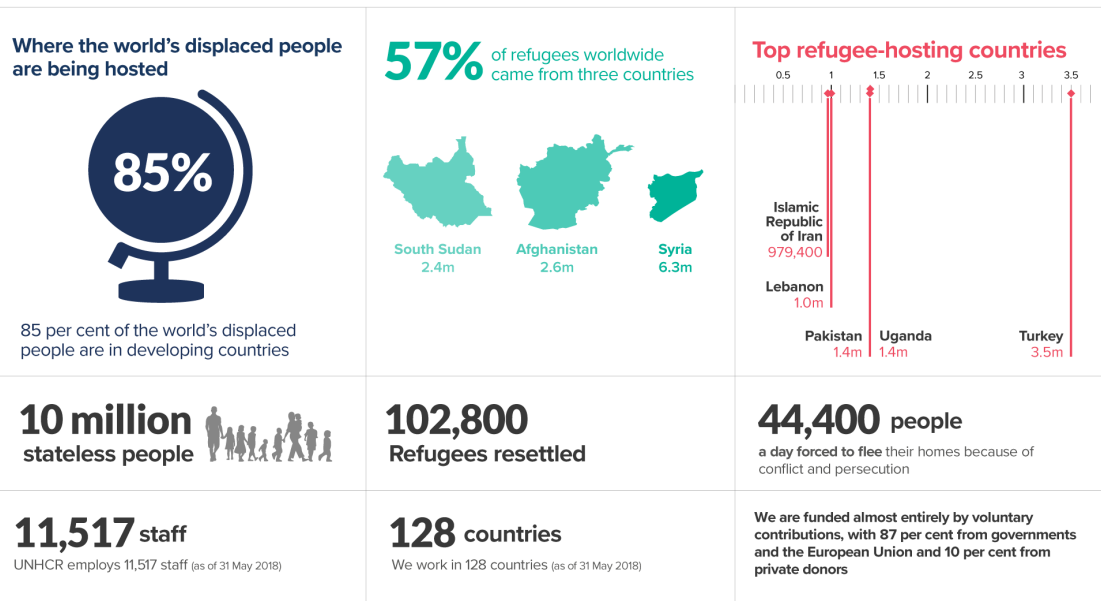 Where the world's displaced people
are being hosted
85%
85 per cent of the world's displaced
people are in developing countries
57% of refugees worldwide
came from three countries
South Sudan
2.4m
Afghanistan
2.6m
Syria
6.3m
Top refugee-hosting countries
0.5 1 1.5 2 2.5 3 3.5
Islamic
Republic
of Iran
979,400
Lebanon
1.0m
Pakistan
1.4m
Uganda
1.4m
Turkey
3.5m
10 million
stateless people
102,800
Refugees resettled
44,400 people
a day forced to flee their homes because of
conflict and persecution
11,517 staff
UNHCR employs 11,517 staff (as of 31 May 2018)
128 countries
We work in 128 countries (as of 31 May 2018)
We are funded almost entirely by voluntary
contributions, with 87 per cent from governments
and the European Union and 10 per cent from
private donors